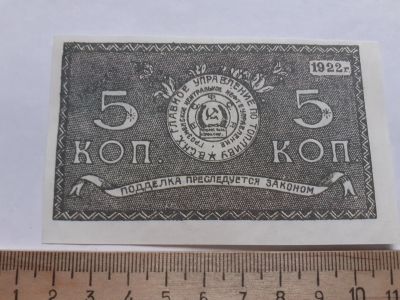 1922г.
В.С.Н.Х. ГЛАВНОЕ УПРАВЛЕНИЕ ПО ТОПЛИВУ
5 5
КОП. КОП.
ПОДДЕЛКА ПРЕСЛЕДУЕТСЯ ЗАКОНОМ
1 2 3 4 5 6 7 8 9 10 11